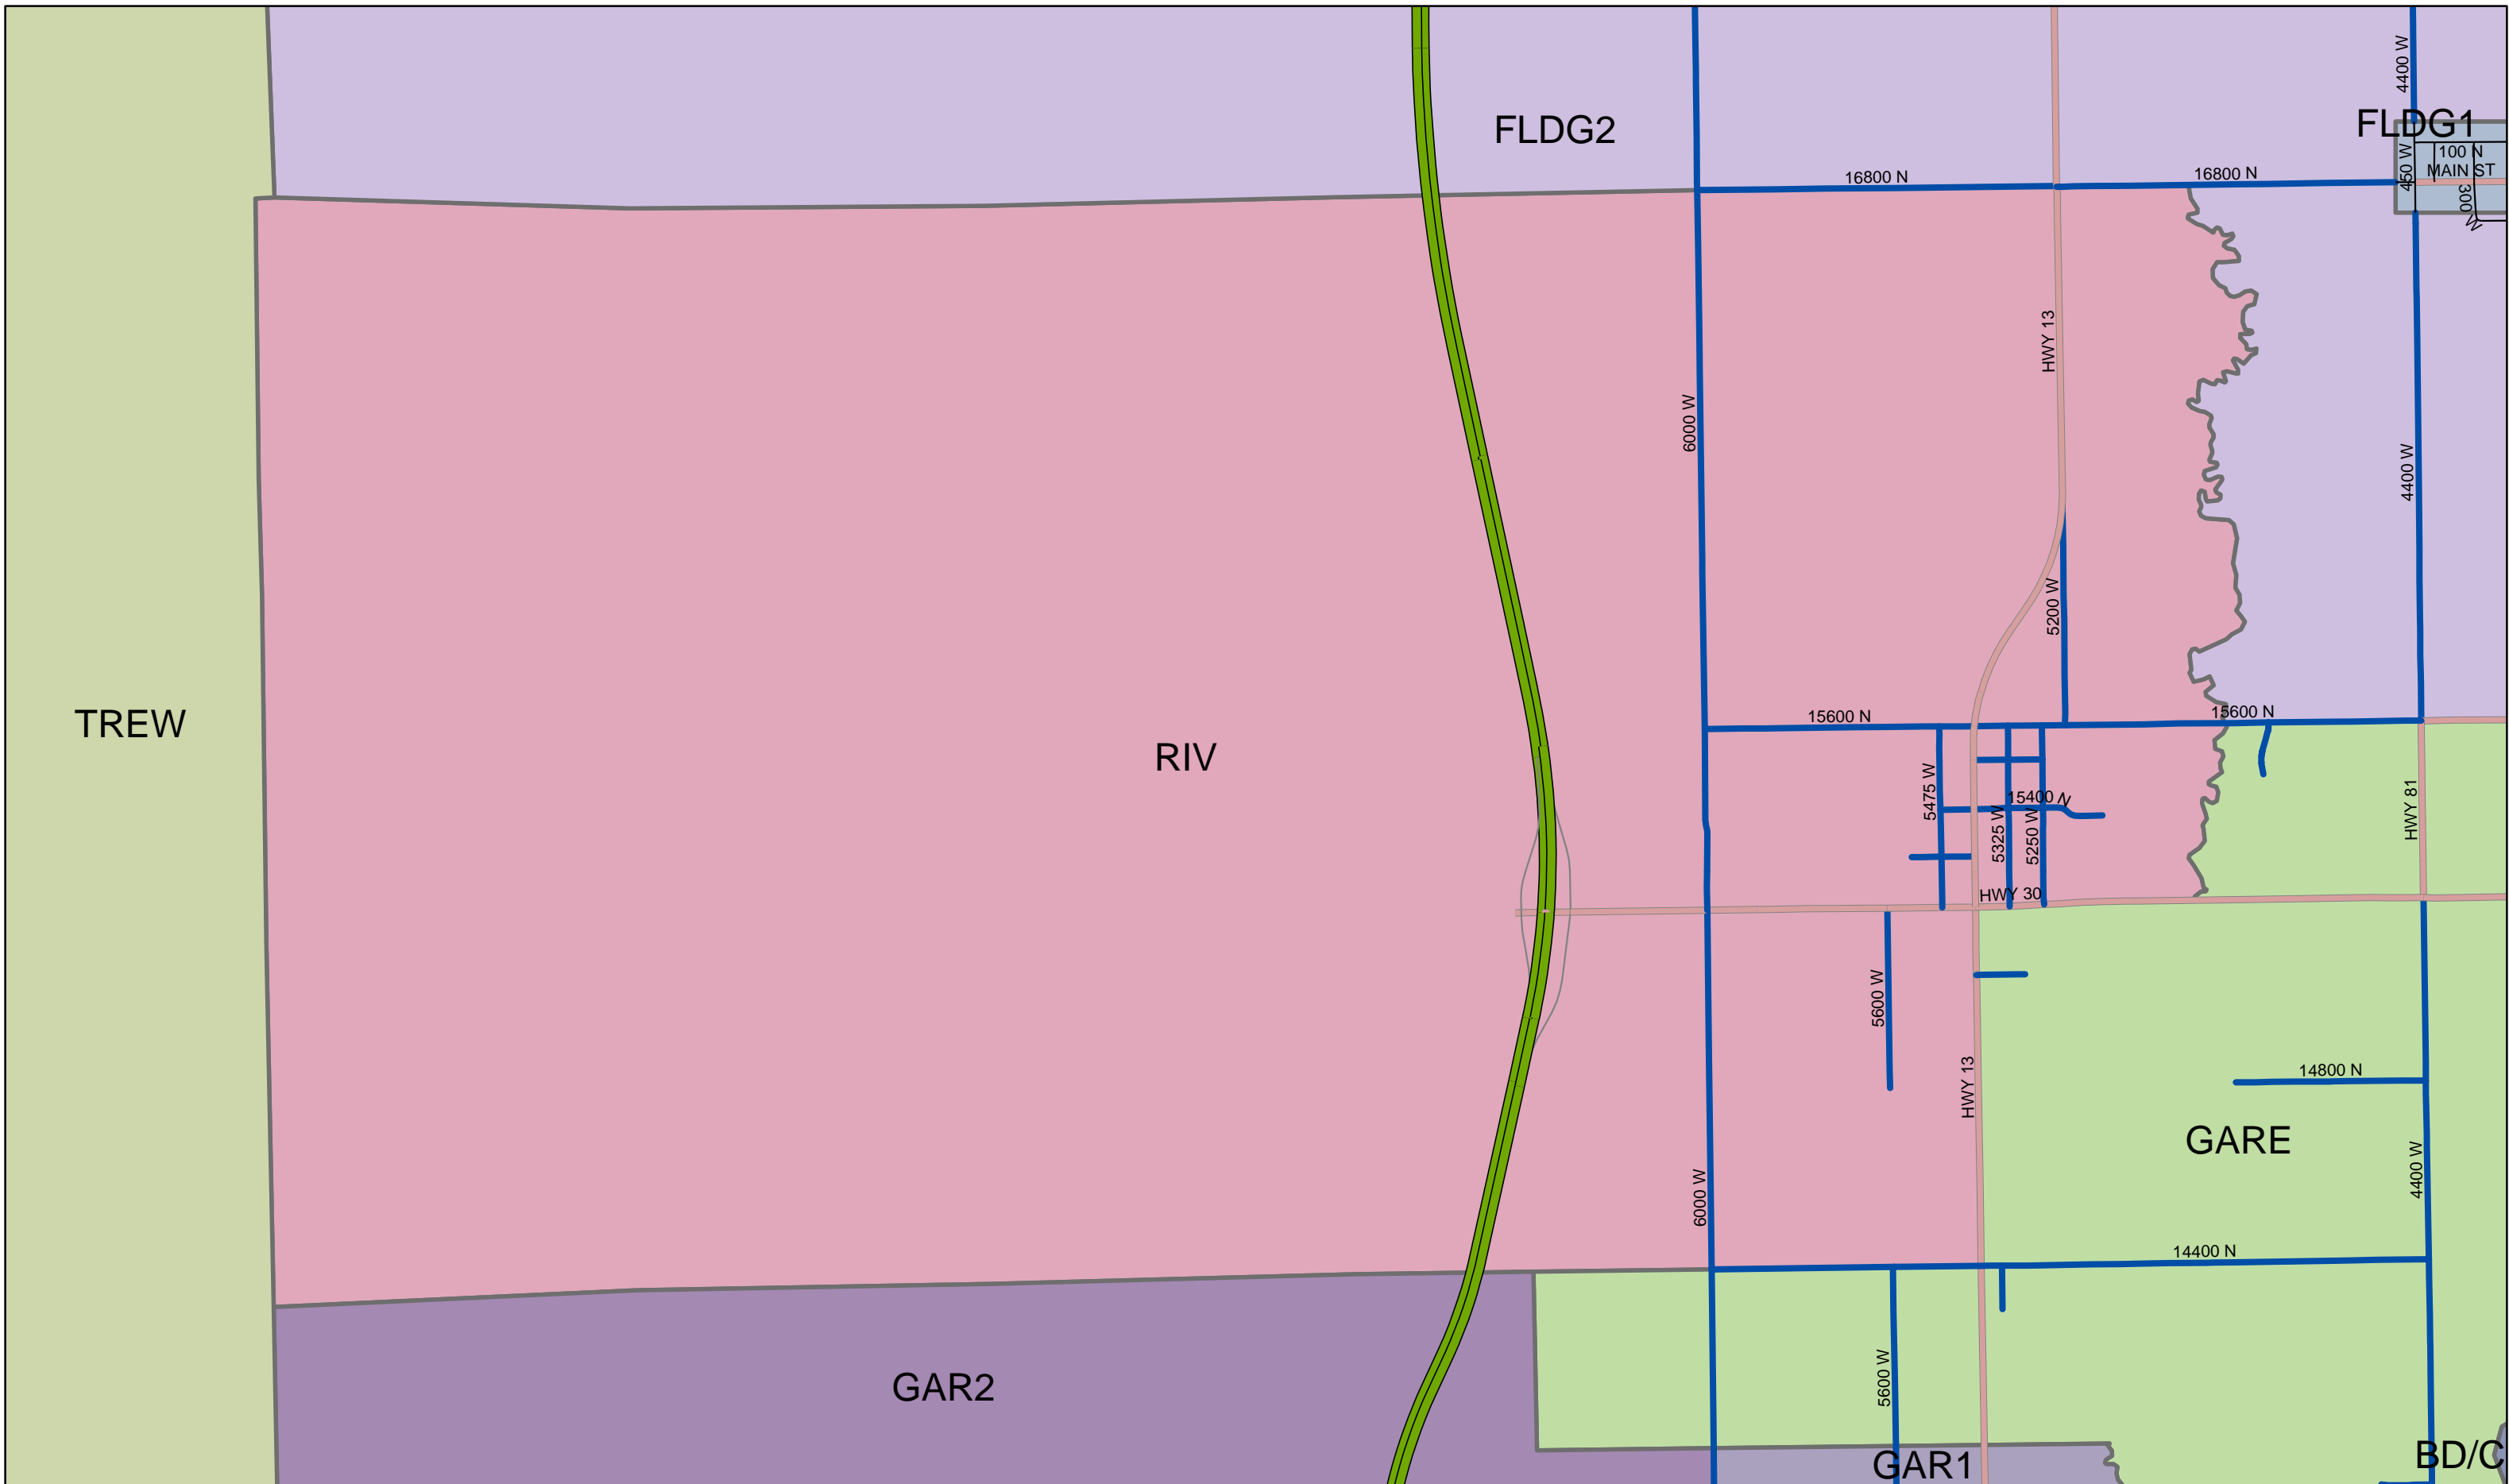 4400 W
FLDG1
FLDG2
450 W
100 N
MAIN ST
16800 N
16800 N
300 W
HWY 13
6000 W
4400 W
5200 W
TREW
15600 N
15600 N
RIV
5475 W
15400 N
5325 W
5250 W
HWY 81
HWY 30
5600 W
HWY 13
14800 N
GARE
4400 W
6000 W
14400 N
5600 W
GAR2
GAR1
BD/C